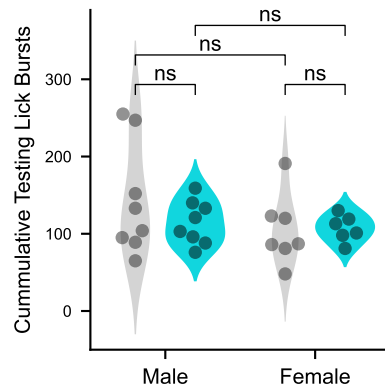 Cummulative Testing Lick Bursts
ns
ns
ns
ns
300
200
100
0
Male
Female